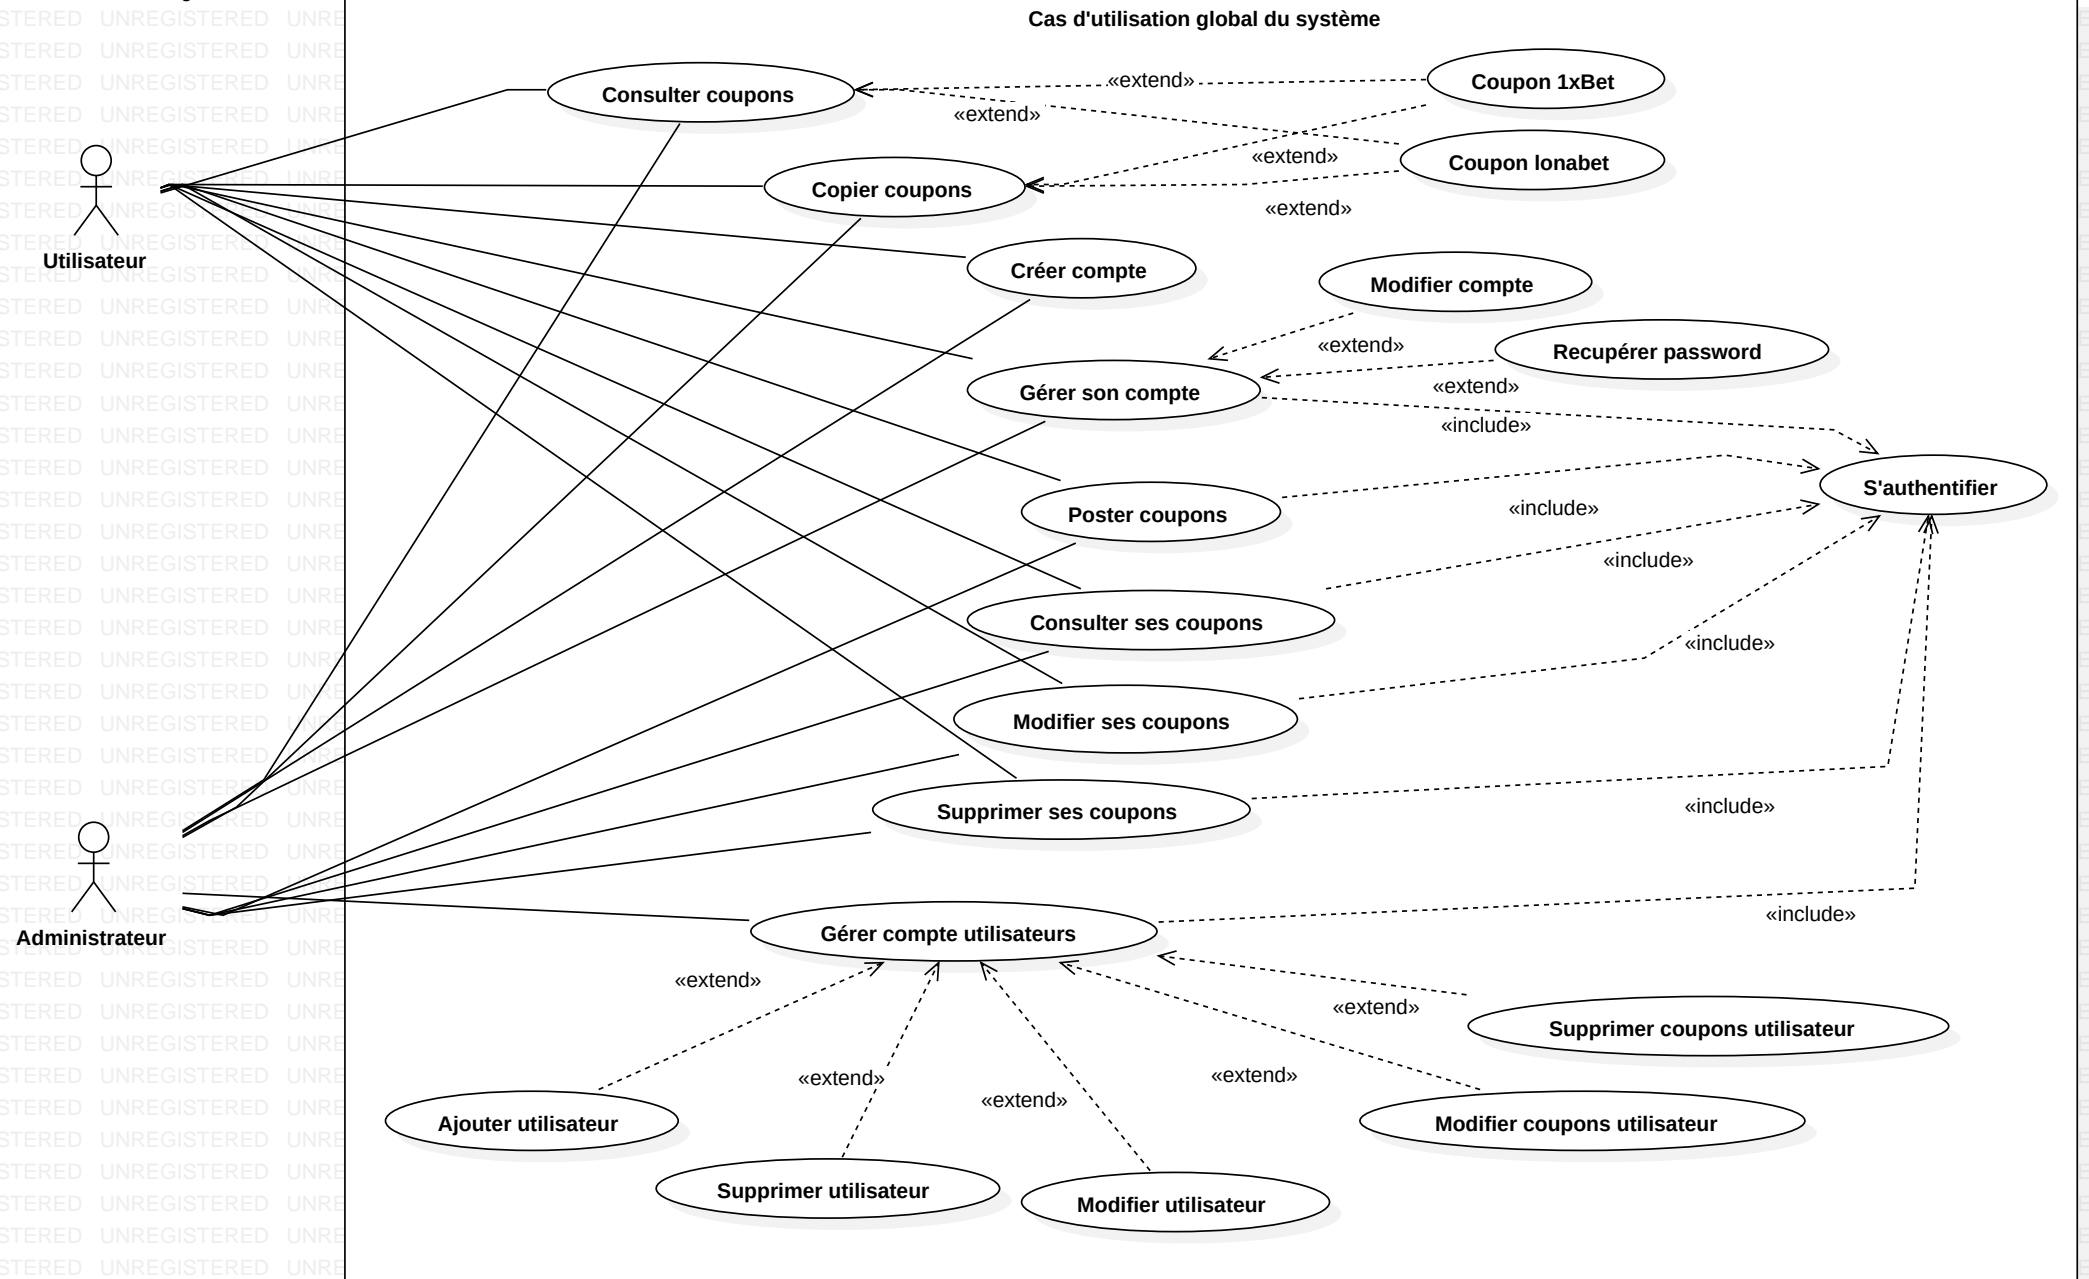 Cas d'utilisation global du système
Consulter coupons
«extend»
Coupon 1xBet
«extend»
Coupon lonabet
«extend»
Copier coupons
«extend»
Utilisateur
Créer compte
Modifier compte
«extend»
Recupérer password
Gérer son compte
«extend»
«include»
S'authentifier
Poster coupons
«include»
«include»
Consulter ses coupons
«include»
Modifier ses coupons
Supprimer ses coupons
«include»
Administrateur
Gérer compte utilisateurs
«include»
«extend»
«extend»
Supprimer coupons utilisateur
«extend»
«extend»
«extend»
Ajouter utilisateur
Modifier coupons utilisateur
Supprimer utilisateur
Modifier utilisateur
UNREGISTERED